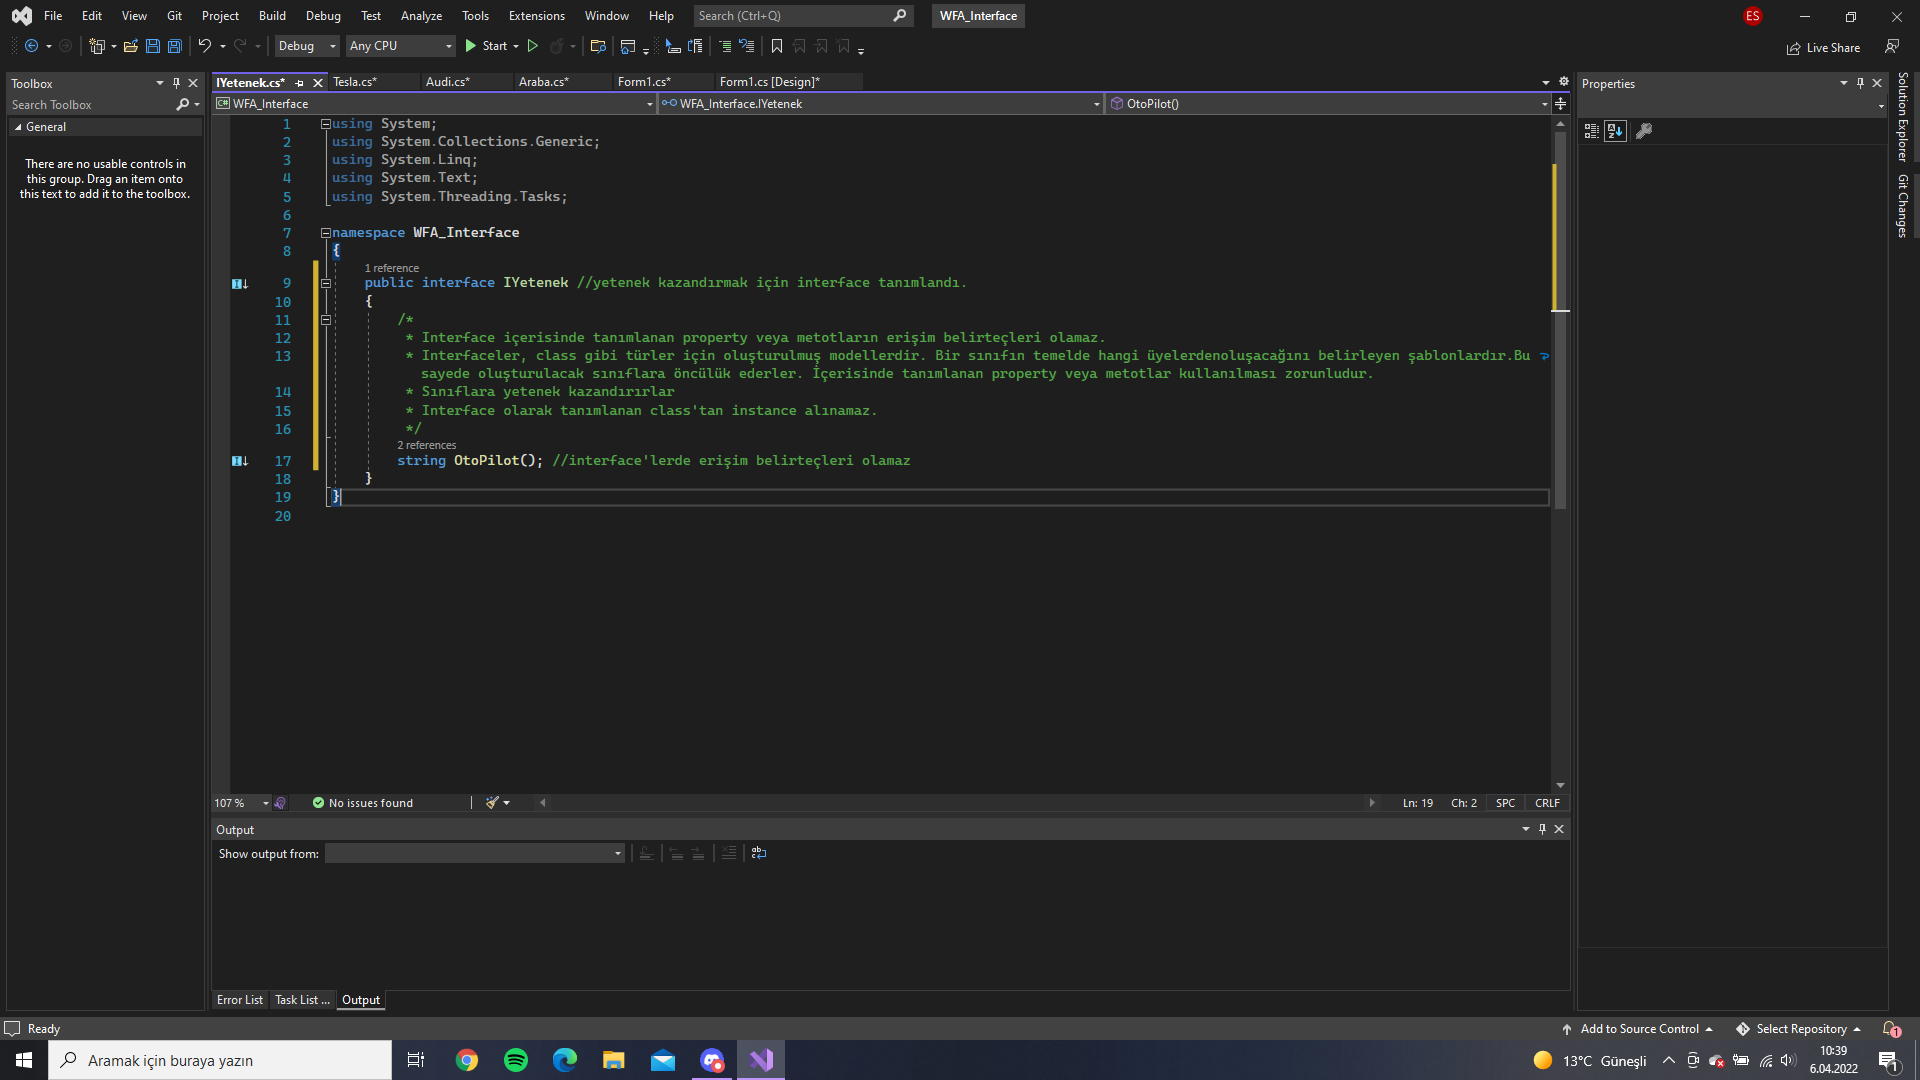 File Edit View Git Project Build Debug Test Analyze Tools Extensions Window Help Search (Ctrl+Q) WFA_Interface ES
Debug Any CPU Start Live Share
Toolbox
Search Toolbox
General
There are no usable controls in
this group. Drag an item onto
this text to add it to the toolbox.
IYetenek.cs* Tesla.cs* Audi.cs* Araba.cs* Form1.cs* Form1.cs [Design]*
WFA_Interface WFA_Interface.IYetenek OtoPilot()
1 using System;
2 using System.Collections.Generic;
3 using System.Linq;
4 using System.Text;
5 using System.Threading.Tasks;
6
7 namespace WFA_Interface
8 {
1 reference
9 public interface IYetenek //yetenek kazandırmak için interface tanımlandı.
10 {
11 /*
12 * Interface içerisinde tanımlanan property veya metotların erişim belirteçleri olamaz.
13 * Interfaceler, class gibi türler için oluşturulmuş modellerdir. Bir sınıfın temelde hangi üyelerdenoluşacağını belirleyen şablonlardır.Bu
sayede oluşturulacak sınıflara öncülük ederler. İçerisinde tanımlanan property veya metotlar kullanılması zorunludur.
14 * Sınıflara yetenek kazandırırlar
15 * Interface olarak tanımlanan class'tan instance alınamaz.
16 */
2 references
17 string OtoPilot(); //interface'lerde erişim belirteçleri olamaz
18 }
19 }
20
107 % No issues found Ln: 19 Ch: 2 SPC CRLF
Output
Show output from:
Error List Task List ... Output
Properties
Solution Explorer
Git Changes
Ready Add to Source Control Select Repository 1
Aramak için buraya yazın 13°C Güneşli 10:39
6.04.2022 1